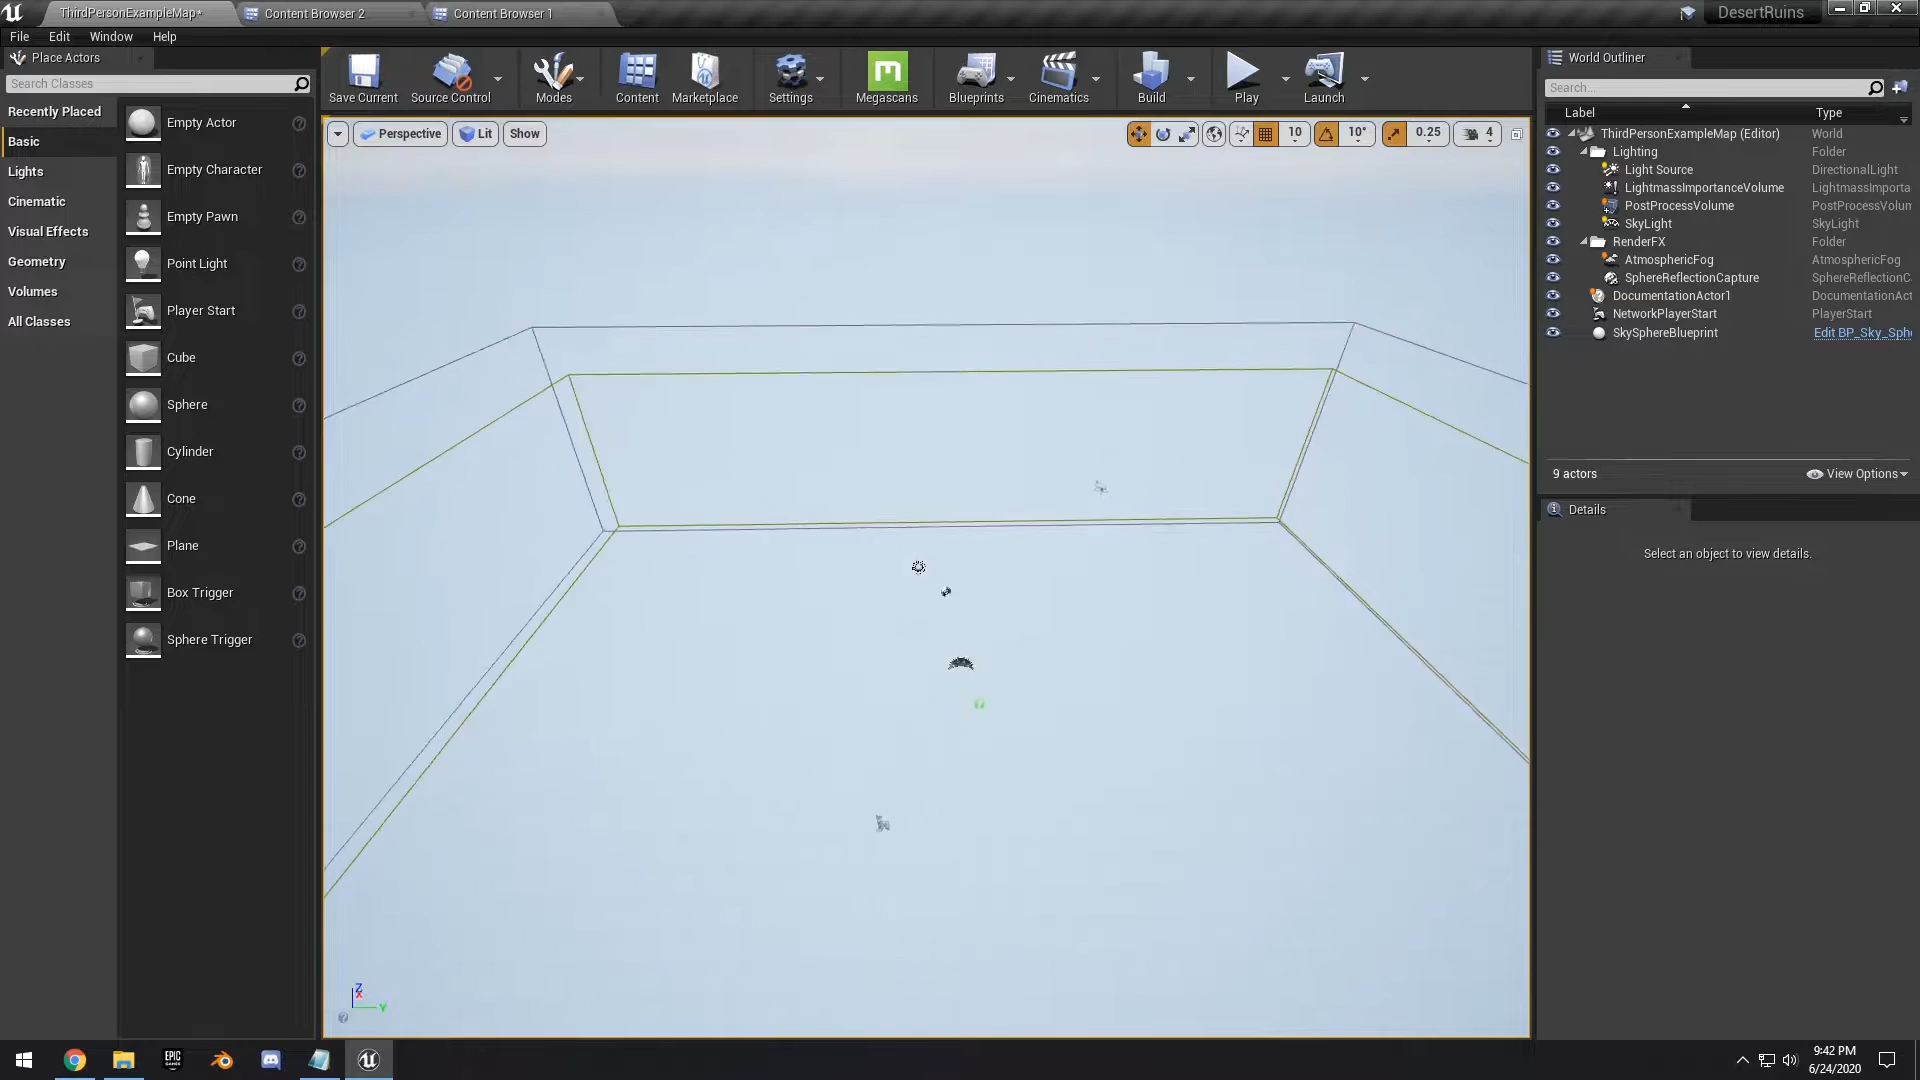 ThirdPersonExampleMap*
Content Browser 2
Content Browser 1
DesertRuins
File Edit Window Help
Place Actors
Search Classes
Recently Placed
Basic
Lights
Cinematic
Visual Effects
Geometry
Volumes
All Classes
Empty Actor
Empty Character
Empty Pawn
Point Light
Player Start
Cube
Sphere
Cylinder
Cone
Plane
Box Trigger
Sphere Trigger
Save Current
Source Control
Modes
Content
Marketplace
Settings
Megascans
Blueprints
Cinematics
Build
Play
Launch
Perspective
Lit
Show
10
10°
0.25
4
Z
X
Y
World Outliner
Search...
Label Type
ThirdPersonExampleMap (Editor) World
Lighting Folder
Light Source DirectionalLight
LightmassImportanceVolume LightmassImporta
PostProcessVolume PostProcessVolum
SkyLight SkyLight
RenderFX Folder
AtmosphericFog AtmosphericFog
SphereReflectionCapture SphereReflectionC
DocumentationActor1 DocumentationAct
NetworkPlayerStart PlayerStart
SkySphereBlueprint Edit BP_Sky_Sph
9 actors
View Options
Details
Select an object to view details.
EPIC
GAMES
9:42 PM
6/24/2020